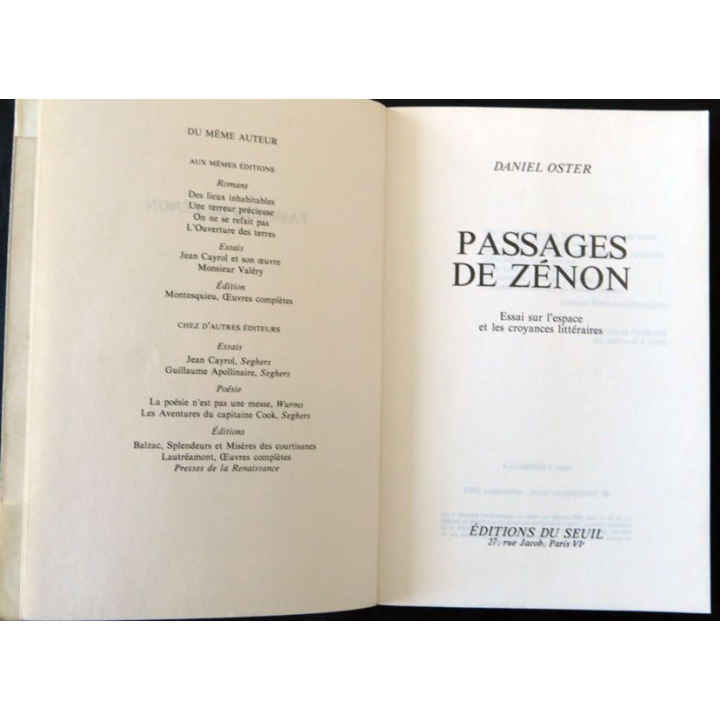 DU MÊME AUTEUR
AUX MÊMES ÉDITIONS
Romans
Des lieux inhabitables
Une terreur précieuse
On ne se refait pas
L'Ouverture des terres
Essais
Jean Cayrol et son œuvre
Monsieur Valéry
Édition
Montesquieu, Œuvres complètes
CHEZ D'AUTRES ÉDITEURS
Essais
Jean Cayrol, Seghers
Guillaume Apollinaire, Seghers
Poésie
La poésie n'est pas une messe, Wurms
Les Aventures du capitaine Cook, Seghers
Éditions
Balzac, Splendeurs et Misères des courtisanes
Lautréamont, Œuvres complètes
Presses de la Renaissance
DANIEL OSTER
PASSAGES
DE ZÉNON
Essai sur l'espace
et les croyances littéraires
ÉDITIONS DU SEUIL
27, rue Jacob, Paris VIe